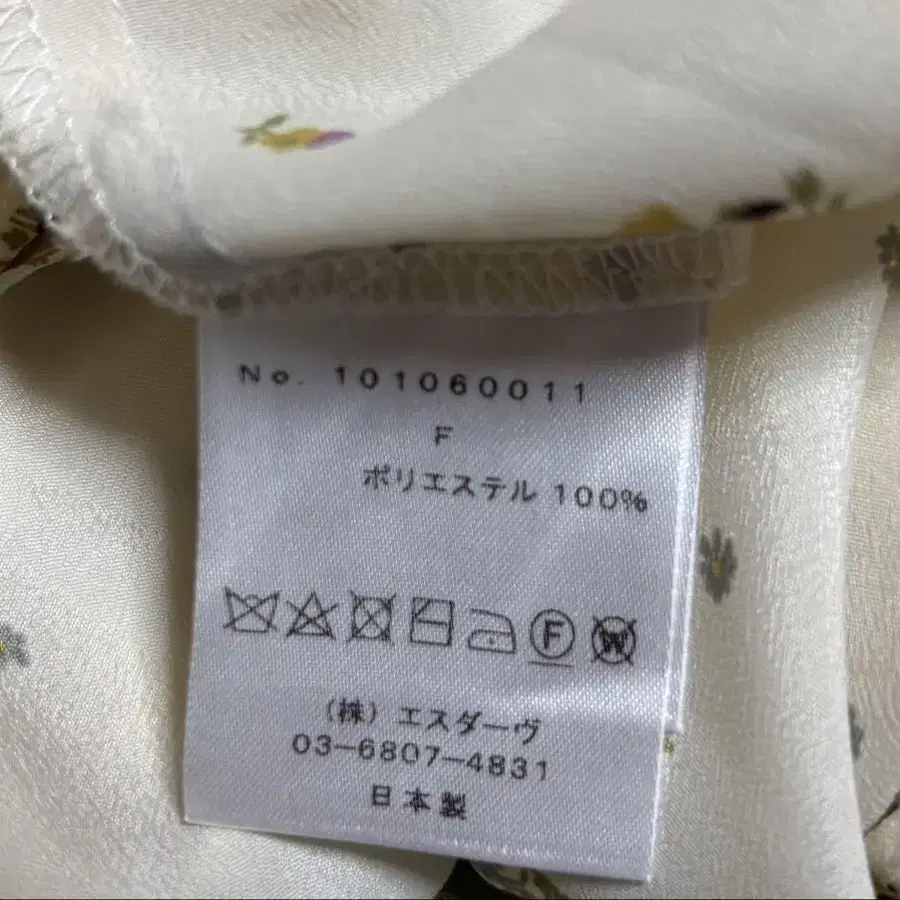 No. 101060011
F
ポリエステル 100%
F W
(株) エスダーヴ
03-6807-4831
日本製